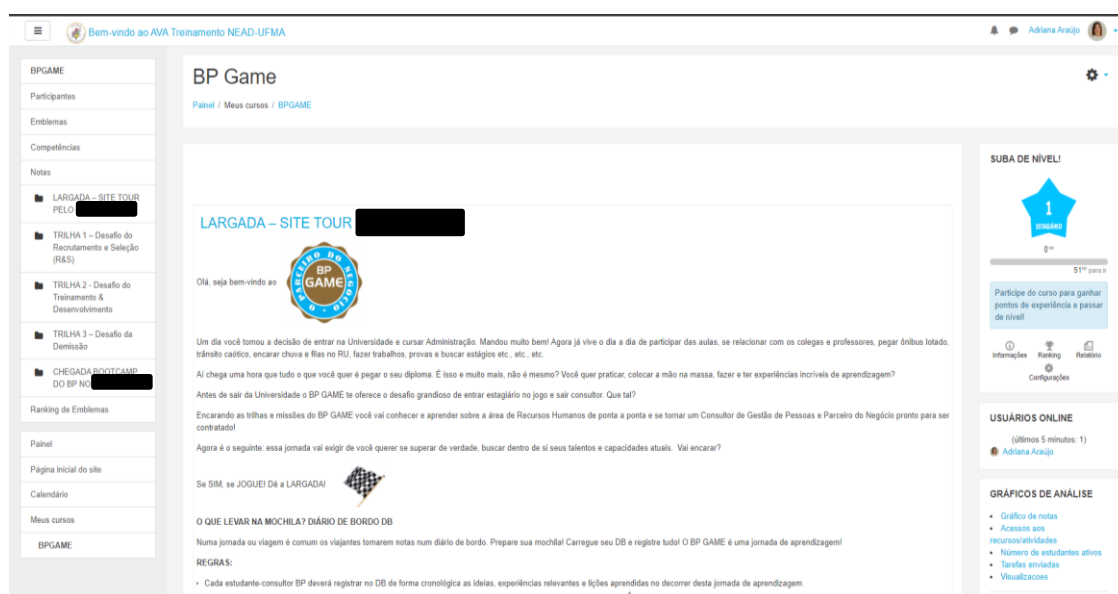 Bem-vindo ao AVA Treinamento NEAD-UFMA
Adriana Araújo
BPGAME
Participantes
Emblemas
Competências
Notas
LARGADA – SITE TOUR
PELO
TRILHA 1 – Desafio do
Recrutamento e Seleção
(R&S)
TRILHA 2 - Desafio do
Treinamento &
Desenvolvimento
TRILHA 3 – Desafio da
Demissão
CHEGADA BOOTCAMP
DO BP NO
Ranking de Emblemas
Painel
Página inicial do site
Calendário
Meus cursos
BPGAME
BP Game
Painel / Meus cursos / BPGAME
LARGADA – SITE TOUR
Olá, seja bem-vindo ao
BP
GAME
O PARCEIRO DO NEGÓCIO
Um dia você tomou a decisão de entrar na Universidade e cursar Administração. Mandou muito bem! Agora já vive o dia a dia de participar das aulas, se relacionar com os colegas e professores, pegar ônibus lotado,
trânsito caótico, encarar chuva e filas no RU, fazer trabalhos, provas e buscar estágios etc., etc., etc.
Aí chega uma hora que tudo o que você quer é pegar o seu diploma. É isso e muito mais, não é mesmo? Você quer praticar, colocar a mão na massa, fazer e ter experiências incríveis de aprendizagem?
Antes de sair da Universidade o BP GAME te oferece o desafio grandioso de entrar estagiário no jogo e sair consultor. Que tal?
Encarando as trilhas e missões do BP GAME você vai conhecer e aprender sobre a área de Recursos Humanos de ponta a ponta e se tornar um Consultor de Gestão de Pessoas e Parceiro do Negócio pronto para ser
contratado!
Agora é o seguinte: essa jornada vai exigir de você querer se superar de verdade, buscar dentro de si seus talentos e capacidades atuais. Vai encarar?
Se SIM, se JOGUE! Dê a LARGADA!
O QUE LEVAR NA MOCHILA? DIÁRIO DE BORDO DB
Numa jornada ou viagem é comum os viajantes tomarem notas num diário de bordo. Prepare sua mochila! Carregue seu DB e registre tudo! O BP GAME é uma jornada de aprendizagem!
REGRAS:
• Cada estudante-consultor BP deverá registrar no DB de forma cronológica as ideias, experiências relevantes e lições aprendidas no decorrer desta jornada de aprendizagem.
SUBA DE NÍVEL!
1
ESTAGIÁRIO
0xp
51xp para ir
Participe do curso para ganhar
pontos de experiência e passar
de nível!
Informações Ranking Relatório
Configurações
USUÁRIOS ONLINE
(últimos 5 minutos: 1)
Adriana Araújo
GRÁFICOS DE ANÁLISE
• Gráfico de notas
• Acessos aos
recursos/atividades
• Número de estudantes ativos
• Tarefas enviadas
• Visualizacoes